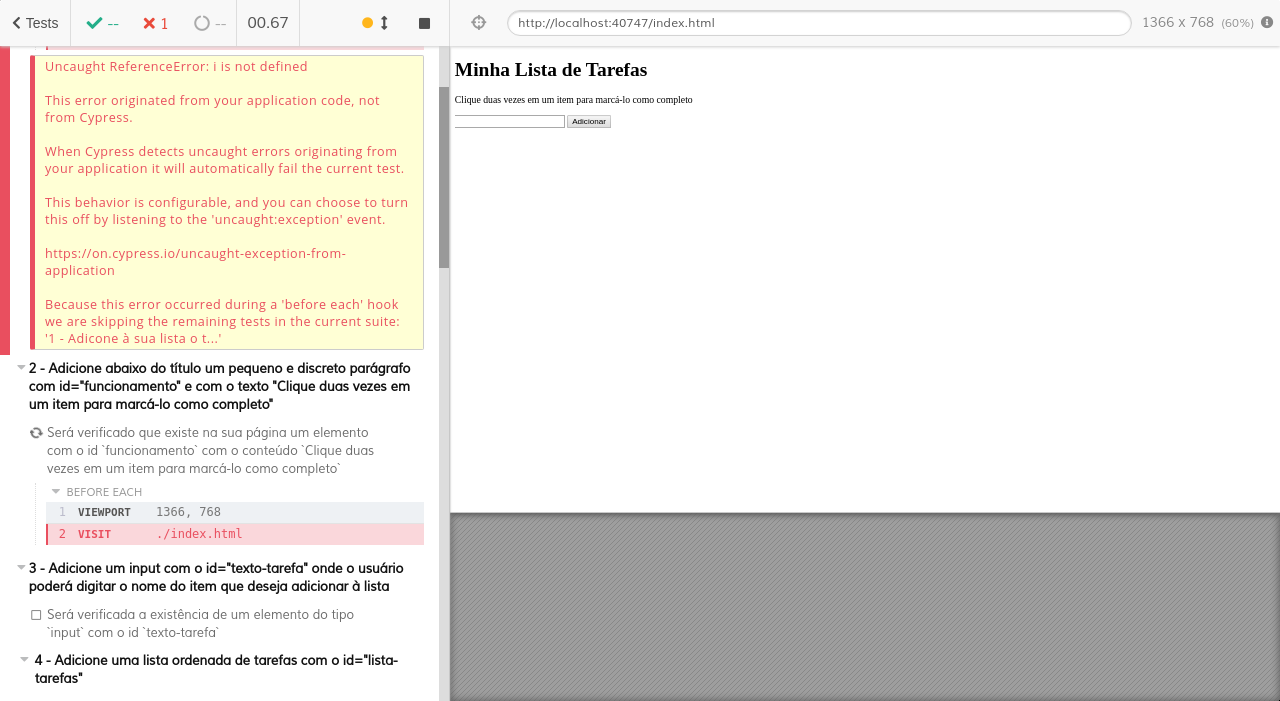 Tests -- 1 -- 00.67
http://localhost:40747/index.html 1366 x 768 (60%)
Uncaught ReferenceError: i is not defined
This error originated from your application code, not
from Cypress.
When Cypress detects uncaught errors originating from
your application it will automatically fail the current test.
This behavior is configurable, and you can choose to turn
this off by listening to the 'uncaught:exception' event.
https://on.cypress.io/uncaught-exception-from-
application
Because this error occurred during a 'before each' hook
we are skipping the remaining tests in the current suite:
'1 - Adicone à sua lista o t...'
2 - Adicione abaixo do título um pequeno e discreto parágrafo
com id="funcionamento" e com o texto "Clique duas vezes em
um item para marcá-lo como completo"
Será verificado que existe na sua página um elemento
com o id `funcionamento` com o conteúdo `Clique duas
vezes em um item para marcá-lo como completo`
BEFORE EACH
1 VIEWPORT 1366, 768
2 VISIT ./index.html
3 - Adicione um input com o id="texto-tarefa" onde o usuário
poderá digitar o nome do item que deseja adicionar à lista
Será verificada a existência de um elemento do tipo
`input` com o id `texto-tarefa`
4 - Adicione uma lista ordenada de tarefas com o id="lista-
tarefas"
Minha Lista de Tarefas
Clique duas vezes em um item para marcá-lo como completo
Adicionar